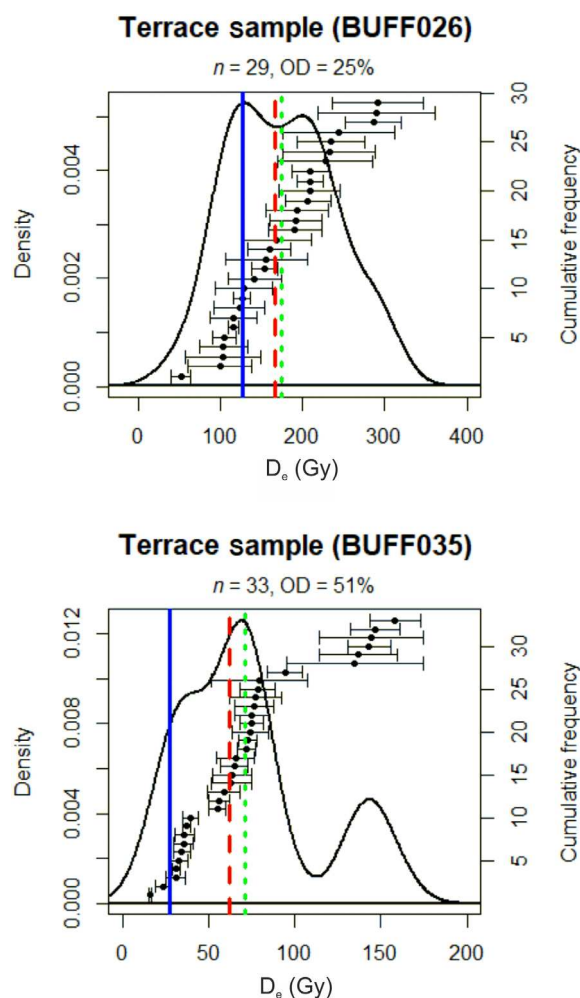 Terrace sample (BUFF026)
n = 29, OD = 25%
Density
0.000 0.002 0.004
5 10 15 20 25 30
Cumulative frequency
0 100 200 300 400
De (Gy)
Terrace sample (BUFF035)
n = 33, OD = 51%
Density
0.000 0.004 0.008 0.012
5 10 15 20 25 30
Cumulative frequency
0 50 100 150 200
De (Gy)